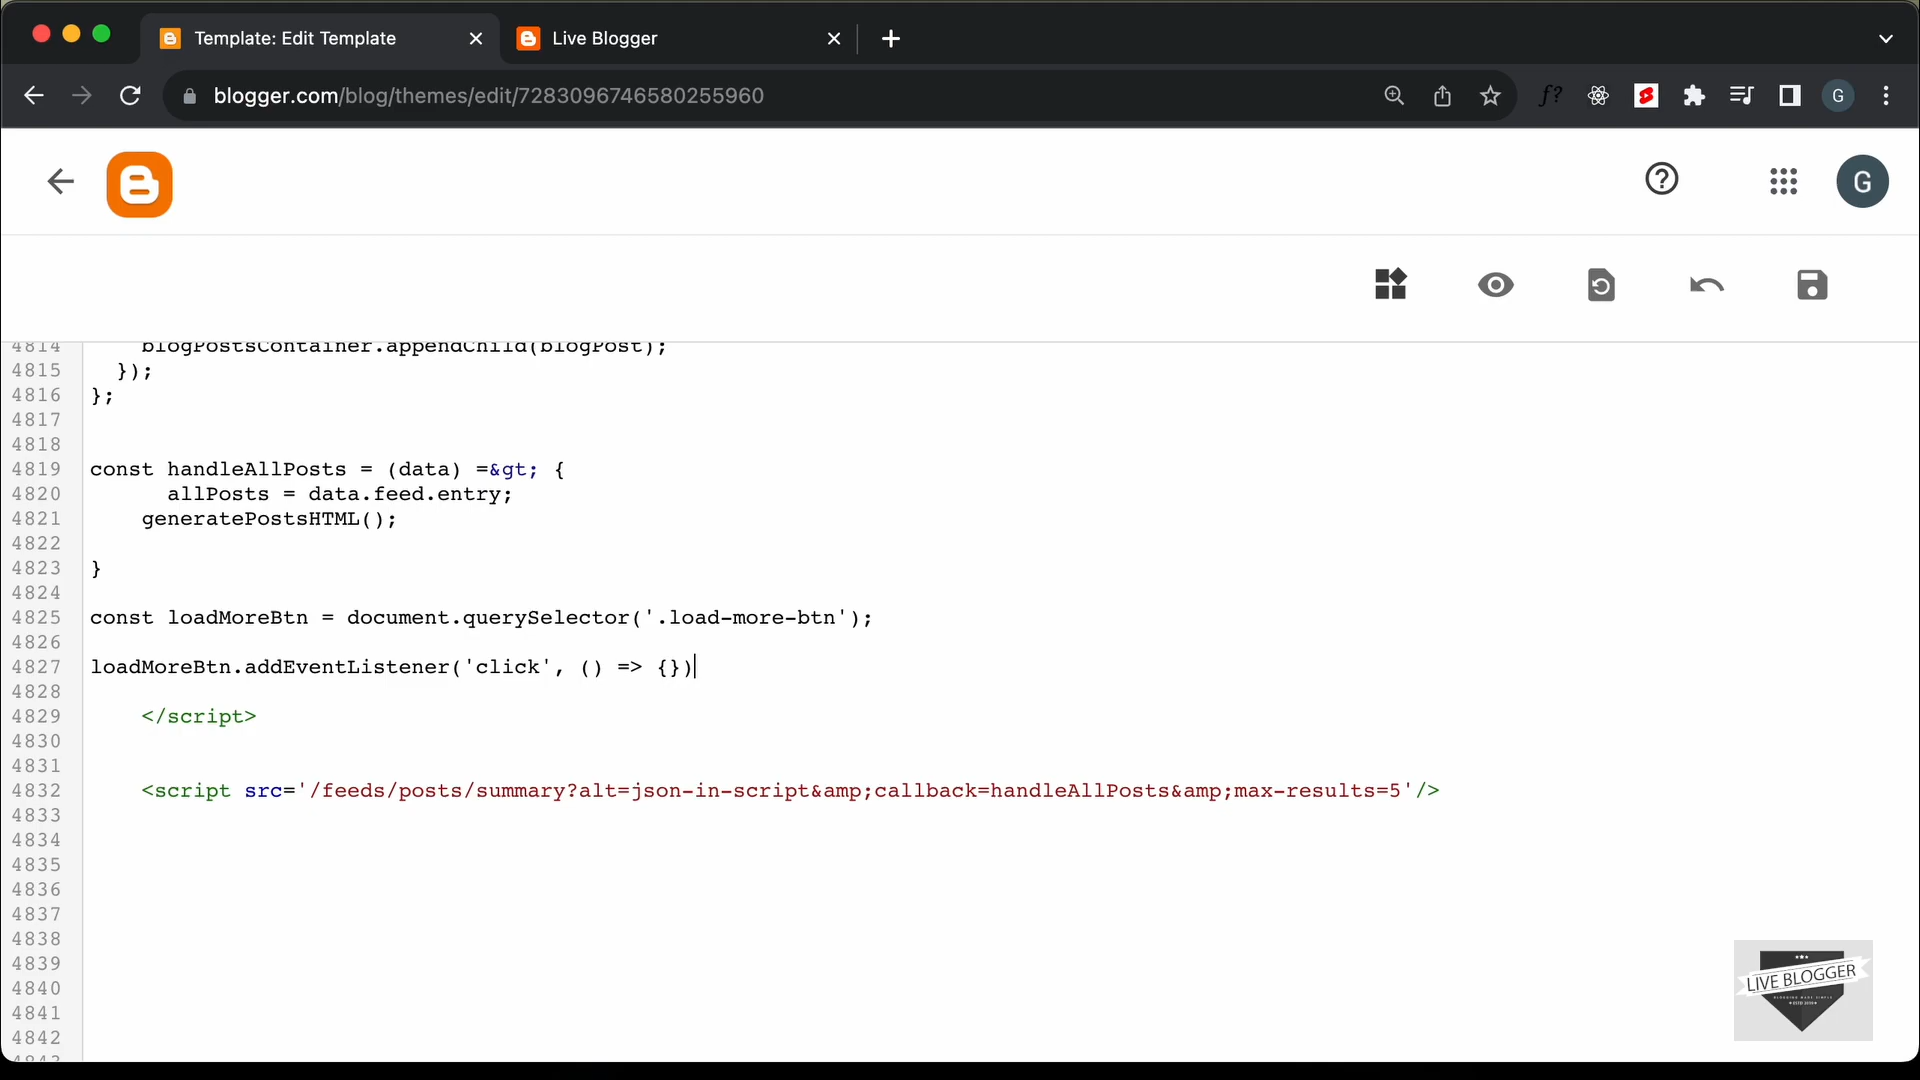 Template: Edit Template
Live Blogger
blogger.com/blog/themes/edit/7283096746580255960
f?
G
G
4814 blogPostsContainer.appendChild(blogPost);
4815 });
4816 };
4817
4818
4819 const handleAllPosts = (data) =&gt; {
4820 allPosts = data.feed.entry;
4821 generatePostsHTML();
4822
4823 }
4824
4825 const loadMoreBtn = document.querySelector('.load-more-btn');
4826
4827 loadMoreBtn.addEventListener('click', () => {})
4828
4829 </script>
4830
4831
4832 <script src='/feeds/posts/summary?alt=json-in-script&amp;callback=handleAllPosts&amp;max-results=5'/>
4833
4834
4835
4836
4837
4838
4839
4840
4841
4842
4843
LIVE BLOGGER
BLOGGING MADE SIMPLE